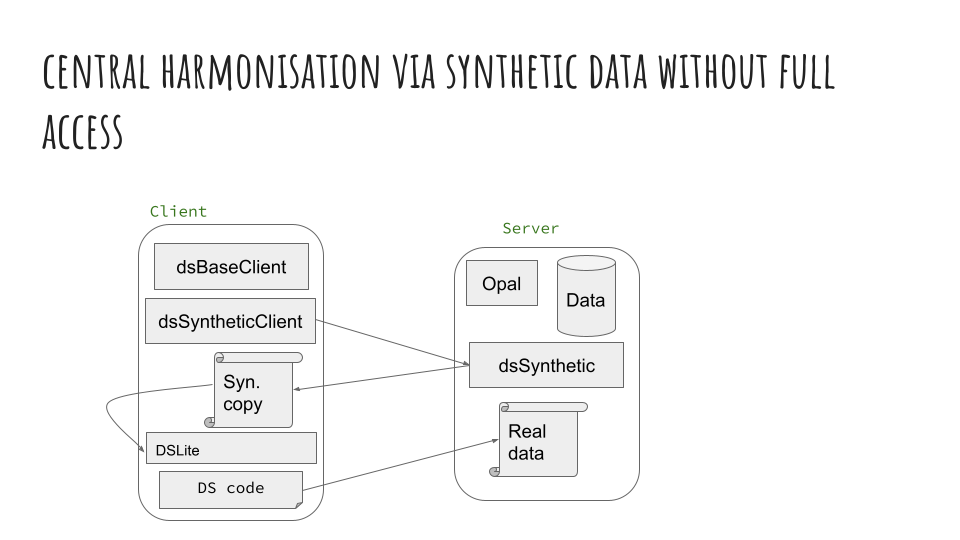 CENTRAL HARMONISATION VIA SYNTHETIC DATA WITHOUT FULL
ACCESS
Client
dsBaseClient
dsSyntheticClient
Syn.
copy
DSLite
DS code
Server
Opal
Data
dsSynthetic
Real
data